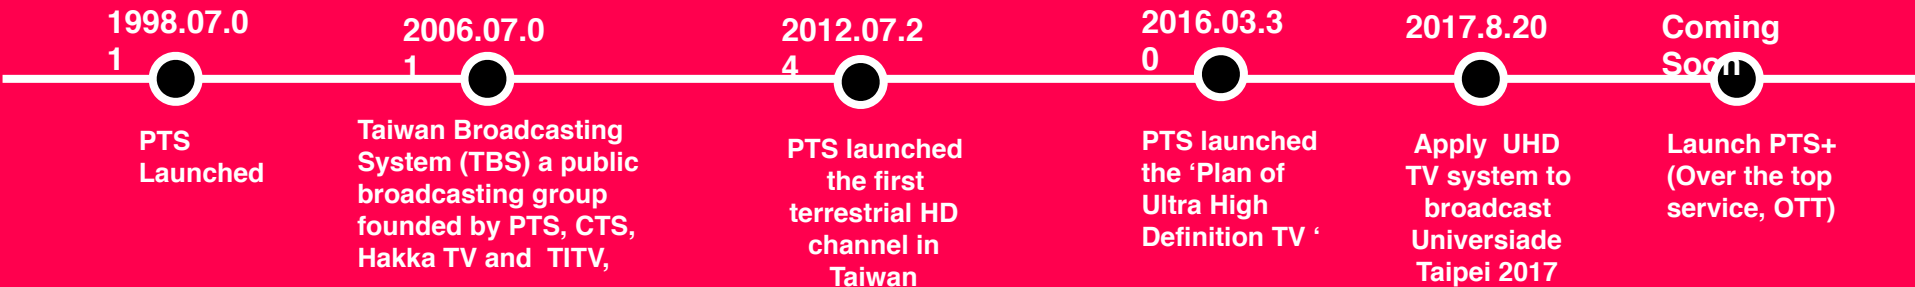 1998.07.0
1
PTS
Launched
2006.07.0
1
Taiwan Broadcasting
System (TBS) a public
broadcasting group
founded by PTS, CTS,
Hakka TV and  TITV,
2012.07.2
4
PTS launched
the first
terrestrial HD
channel in
Taiwan
2016.03.3
0
PTS launched
the ‘Plan of
Ultra High
Definition TV ‘
2017.8.20
Apply  UHD
TV system to
broadcast
Universiade
Taipei 2017
Coming
Soon
Launch PTS+
(Over the top
service, OTT)